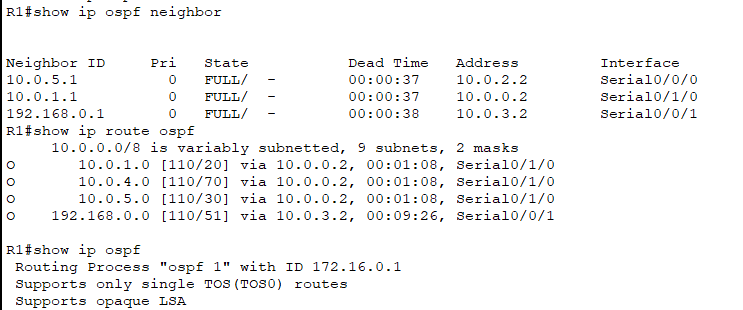 R1#show ip ospf neighbor
Neighbor ID     Pri   State           Dead Time   Address         Interface
10.0.5.1          0   FULL/  -        00:00:37    10.0.2.2        Serial0/0/0
10.0.1.1          0   FULL/  -        00:00:37    10.0.0.2        Serial0/1/0
192.168.0.1       0   FULL/  -        00:00:38    10.0.3.2        Serial0/0/1
R1#show ip route ospf
     10.0.0.0/8 is variably subnetted, 9 subnets, 2 masks
O       10.0.1.0 [110/20] via 10.0.0.2, 00:01:08, Serial0/1/0
O       10.0.4.0 [110/70] via 10.0.0.2, 00:01:08, Serial0/1/0
O       10.0.5.0 [110/30] via 10.0.0.2, 00:01:08, Serial0/1/0
O    192.168.0.0 [110/51] via 10.0.3.2, 00:09:26, Serial0/0/1
R1#show ip ospf
 Routing Process "ospf 1" with ID 172.16.0.1
 Supports only single TOS(TOS0) routes
 Supports opaque LSA